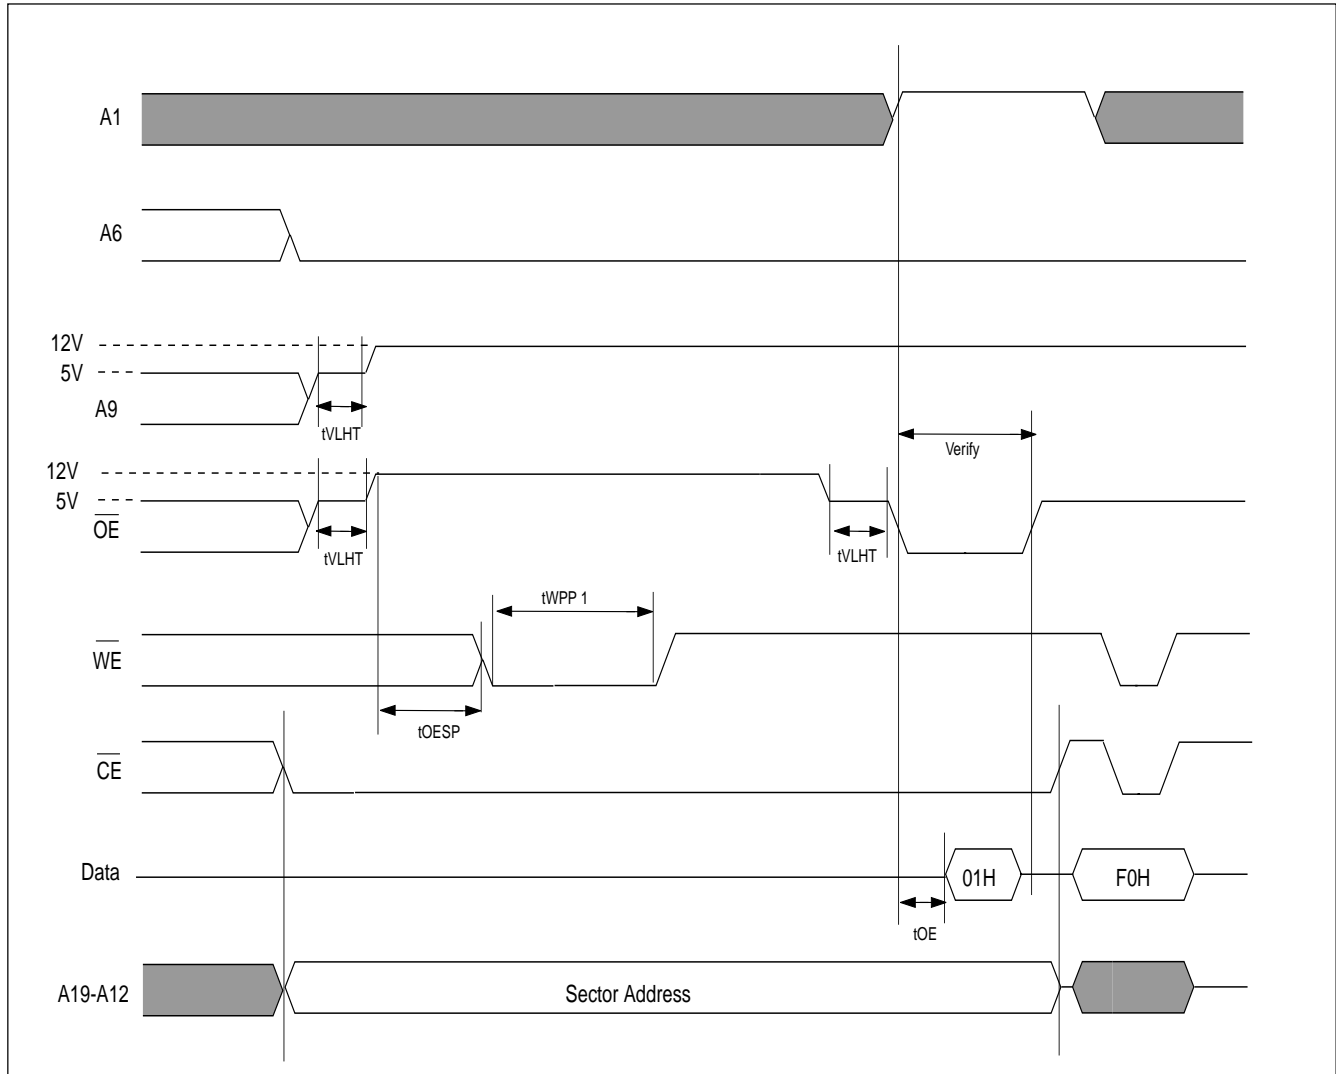 A1
A6
12V
5V
A9
tVLHT
Verify
12V
5V
OE
tVLHT
tVLHT
tWPP 1
WE
tOESP
CE
Data
01H
F0H
tOE
A19-A12
Sector Address